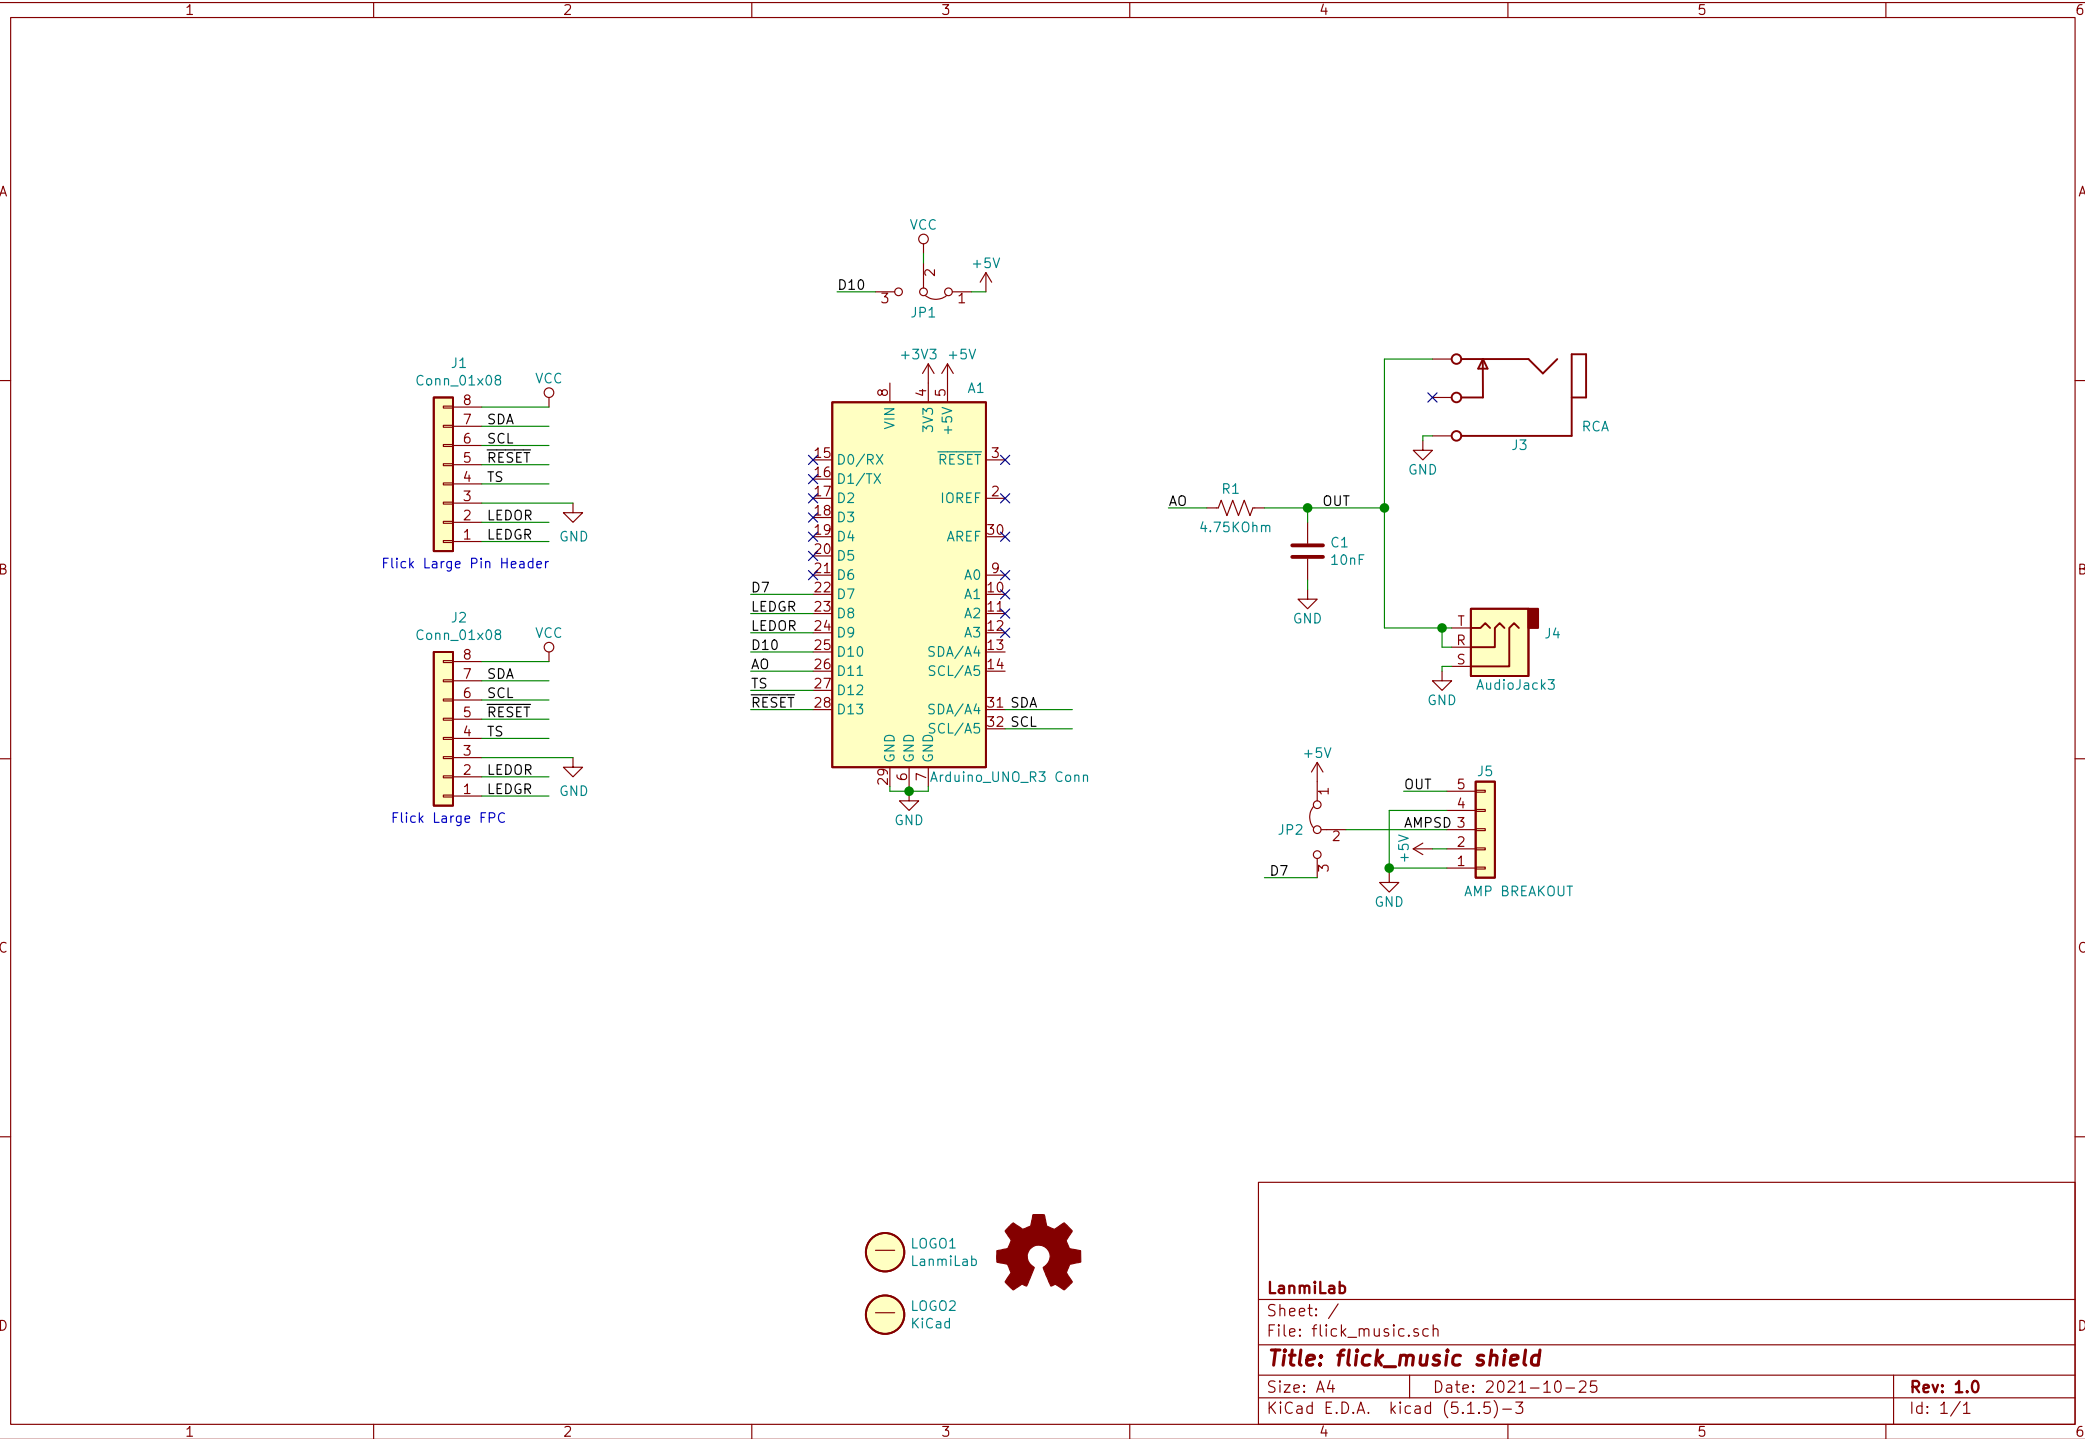 1 2 3 4 5 6
A A
B B
C C
D D
VCC
2
+5V
D10
3 1
JP1
J1
Conn_01x08
VCC
8
7 SDA
6 SCL
5 RESET
4 TS
3
2 LEDOR
1 LEDGR
GND
Flick Large Pin Header
J2
Conn_01x08
VCC
8
7 SDA
6 SCL
5 RESET
4 TS
3
2 LEDOR
1 LEDGR
GND
Flick Large FPC
+3V3 +5V
A1
8 4 5
VIN 3V3 +5V
15 D0/RX RESET 3
16 D1/TX
17 D2 IOREF 2
18 D3
19 D4 AREF 30
20 D5
21 D6 A0 9
D7 22 D7 A1 10
LEDGR 23 D8 A2 11
LEDOR 24 D9 A3 12
D10 25 D10 SDA/A4 13
AO 26 D11 SCL/A5 14
TS 27 D12
RESET 28 D13 SDA/A4 31 SDA
SCL/A5 32 SCL
GND GND GND
29 6 7
Arduino_UNO_R3 Conn
GND
AO
R1
4.75KOhm
OUT
C1
10nF
GND
RCA
J3
GND
T
R
S
J4
AudioJack3
GND
+5V
1
JP2
2
3
D7
J5
OUT 5
4
AMPSD 3
+5V 2
1
GND
AMP BREAKOUT
LOGO1
LanmiLab
LOGO2
KiCad
LanmiLab
Sheet: /
File: flick_music.sch
Title: flick_music shield
Size: A4 Date: 2021-10-25 Rev: 1.0
KiCad E.D.A. kicad (5.1.5)-3 Id: 1/1
1 2 3 4 5 6